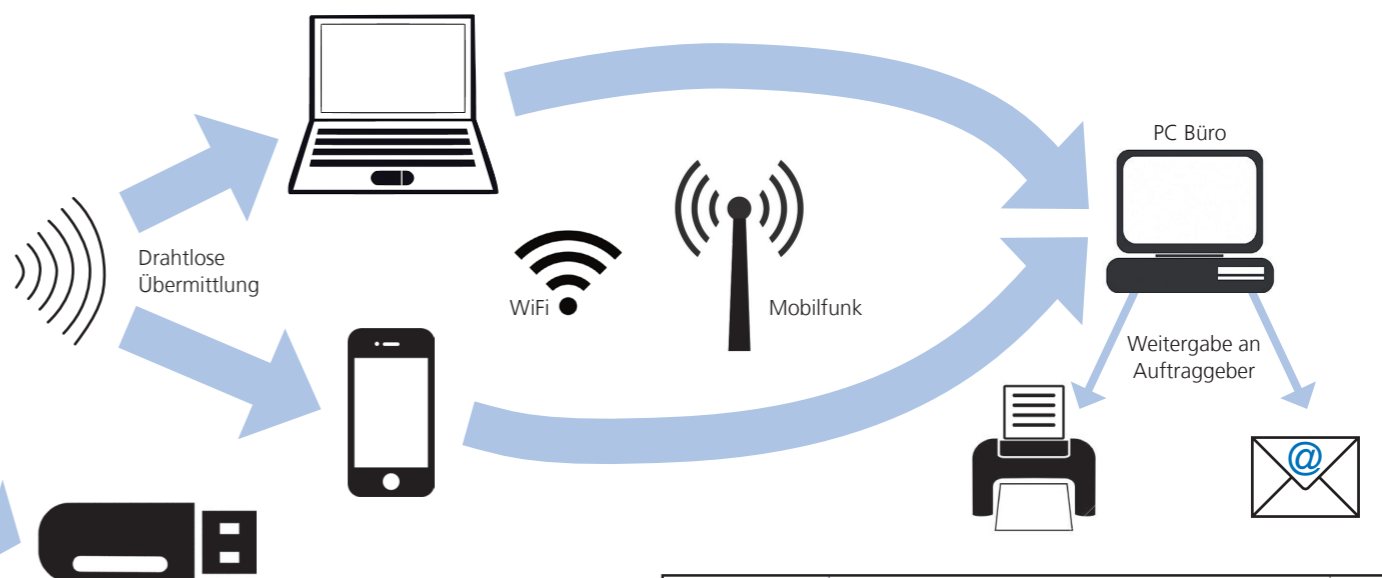 PC Büro
Drahtlose
Übermittlung
WiFi
Mobilfunk
Weitergabe an
Auftraggeber
@